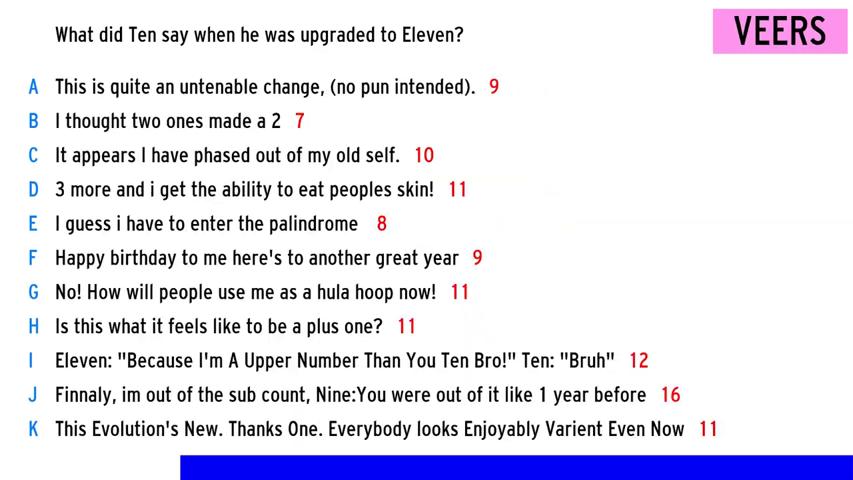 What did Ten say when he was upgraded to Eleven?
VEERS
A This is quite an untenable change, (no pun intended). 9
B I thought two ones made a 2 7
C It appears I have phased out of my old self. 10
D 3 more and i get the ability to eat peoples skin! 11
E I guess i have to enter the palindrome 8
F Happy birthday to me here's to another great year 9
G No! How will people use me as a hula hoop now! 11
H Is this what it feels like to be a plus one? 11
I Eleven: "Because I'm A Upper Number Than You Ten Bro!" Ten: "Bruh" 12
J Finnaly, im out of the sub count, Nine:You were out of it like 1 year before 16
K This Evolution's New. Thanks One. Everybody looks Enjoyably Varient Even Now 11